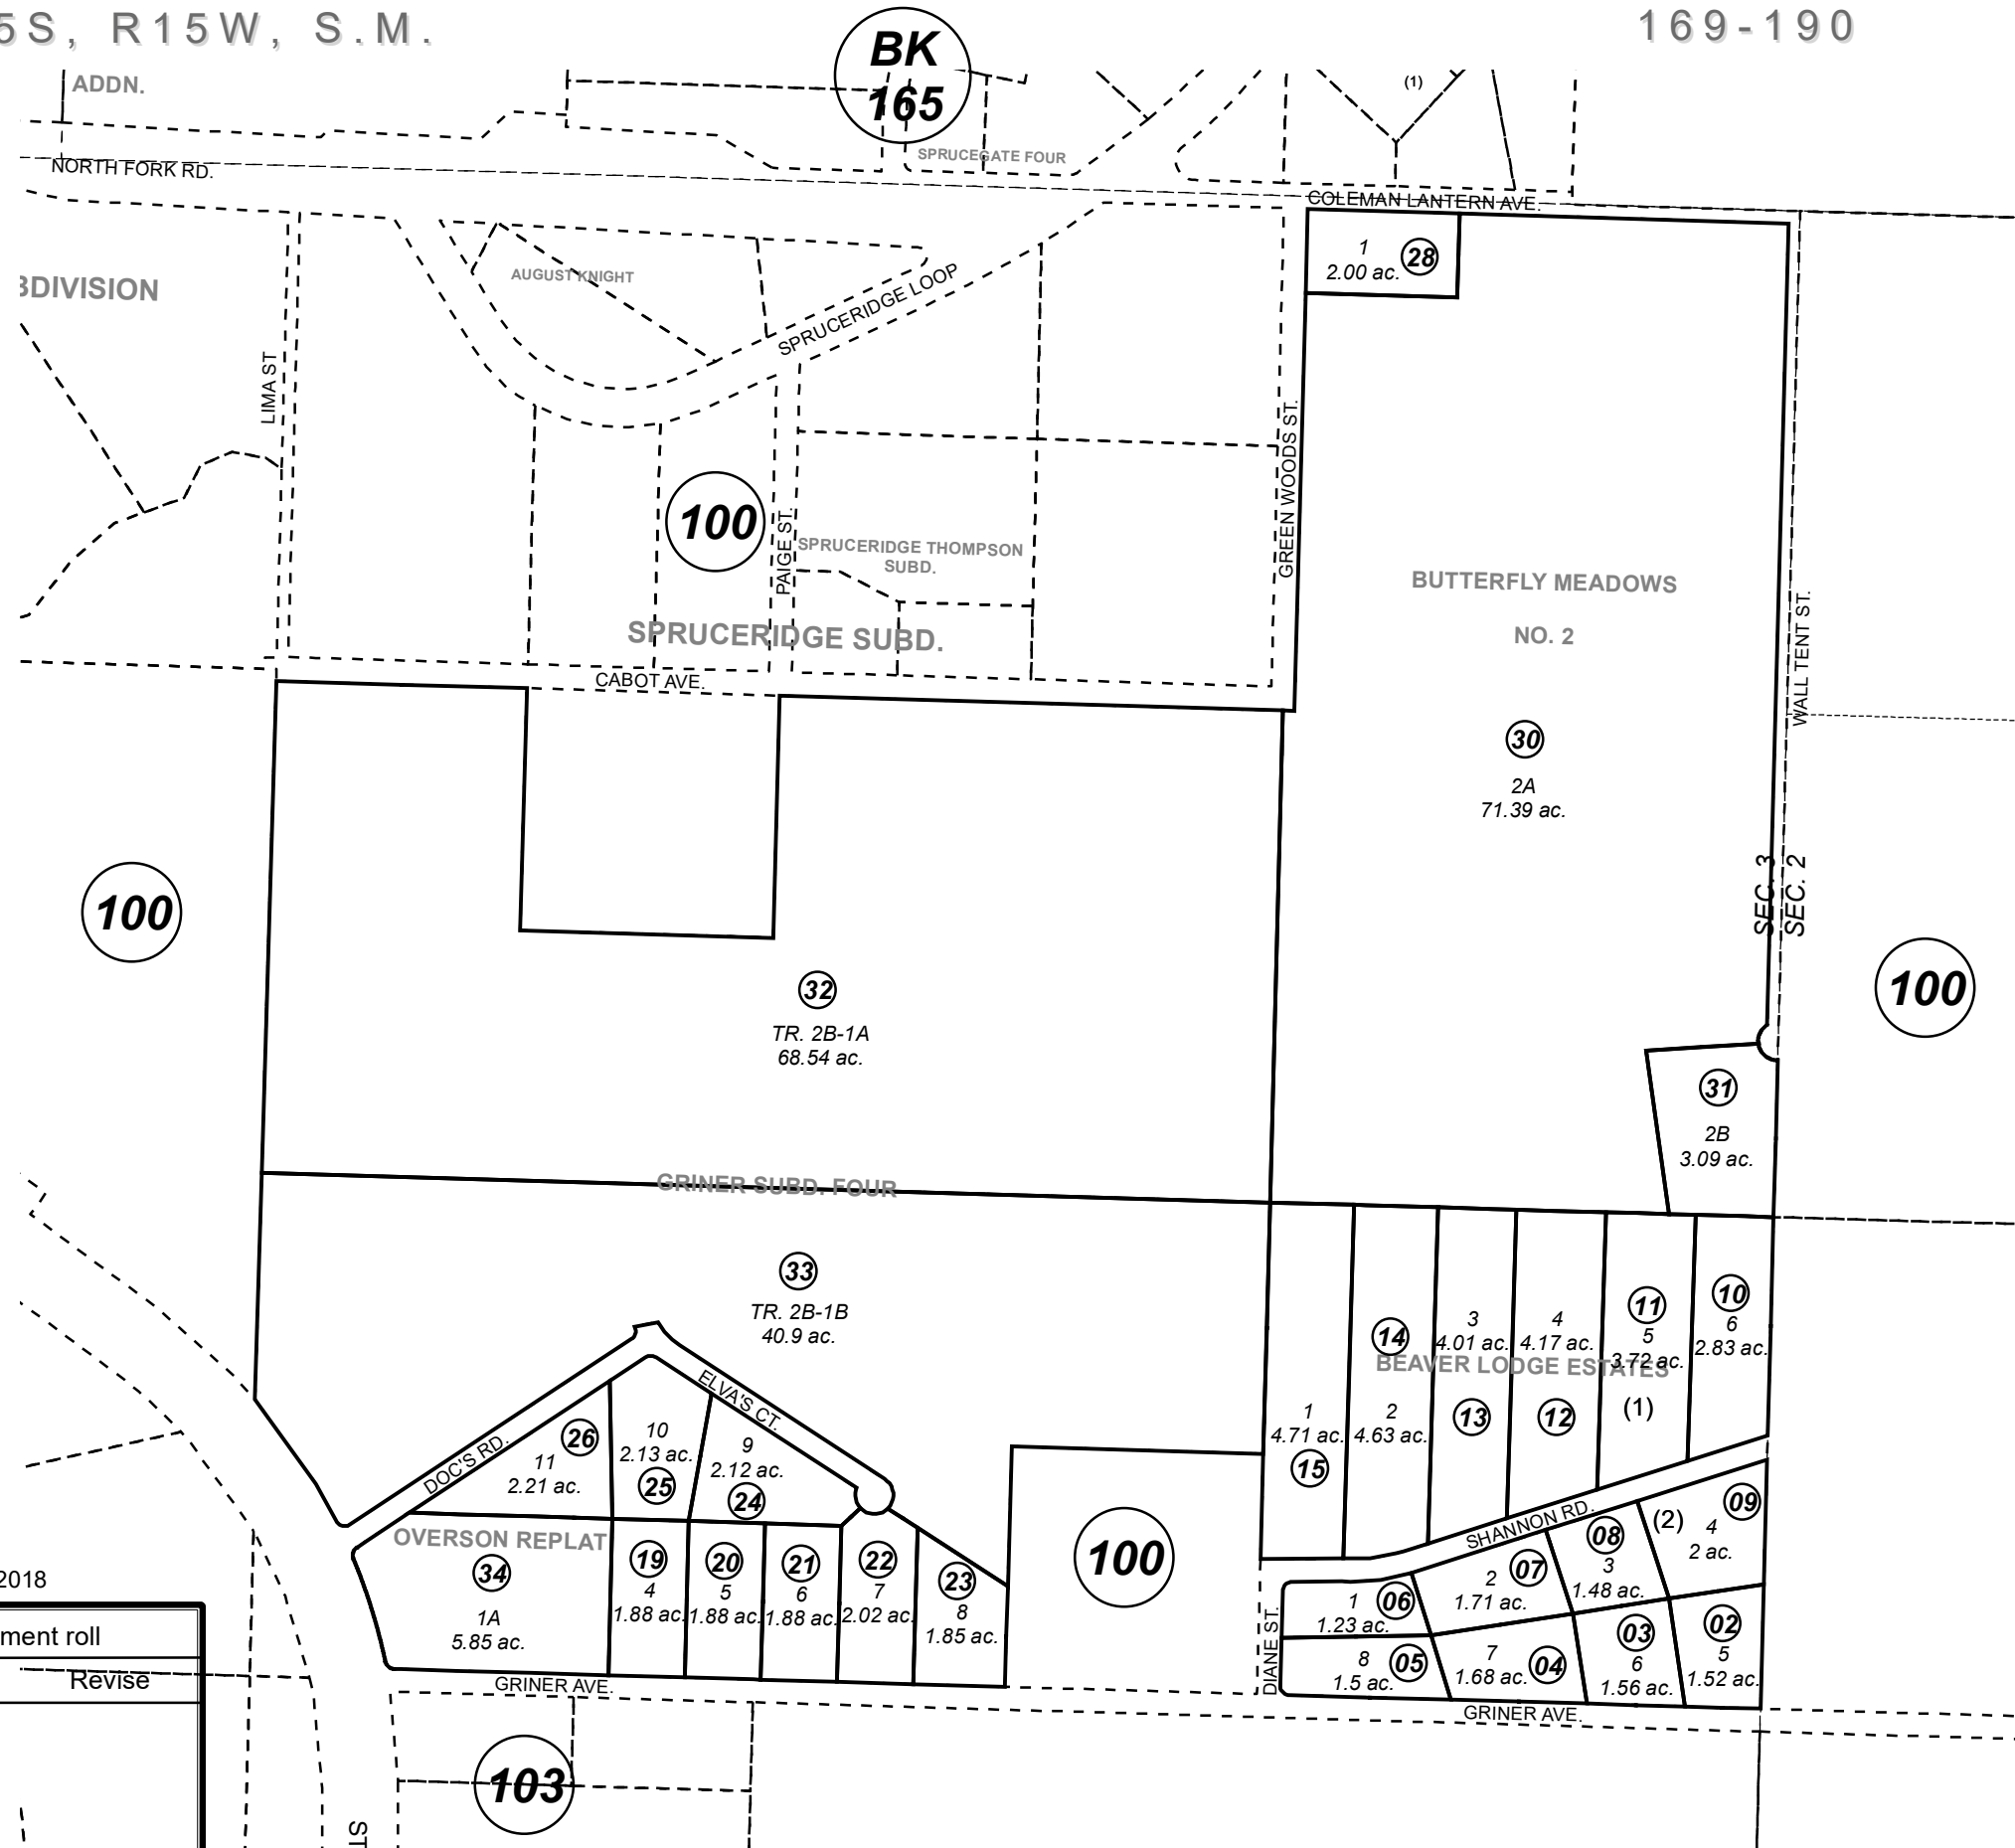 5S, R15W, S.M.
169-190
BK
165
ADDN.
(1)
NORTH FORK RD.
SPRUCEGATE FOUR
COLEMAN LANTERN AVE.
1
2.00 ac.
28
AUGUST KNIGHT
SPRUCERIDGE LOOP
BDIVISION
LIMA ST
GREEN WOODS ST.
100
PAIGE ST.
SPRUCERIDGE THOMPSON
SUBD.
SPRUCERIDGE SUBD.
CABOT AVE.
BUTTERFLY MEADOWS
NO. 2
WALL TENT ST.
30
2A
71.39 ac.
SEC. 3
SEC. 2
100
100
32
TR. 2B-1A
68.54 ac.
31
2B
3.09 ac.
GRINER SUBD. FOUR
33
TR. 2B-1B
40.9 ac.
14
2
4.63 ac.
3
4.01 ac.
13
4
4.17 ac.
12
11
5
3.72 ac.
10
6
2.83 ac.
BEAVER LODGE ESTATES
(1)
1
4.71 ac.
15
ELVA'S CT.
DOC'S RD.
26
11
2.21 ac.
10
2.13 ac.
25
9
2.12 ac.
24
OVERSON REPLAT
34
1A
5.85 ac.
19
4
1.88 ac.
20
5
1.88 ac.
21
6
1.88 ac.
22
7
2.02 ac.
23
8
1.85 ac.
100
SHANNON RD.
(2)
09
4
2 ac.
08
3
1.48 ac.
07
2
1.71 ac.
06
1
1.23 ac.
DIANE ST.
05
8
1.5 ac.
04
7
1.68 ac.
03
6
1.56 ac.
02
5
1.52 ac.
GRINER AVE.
GRINER AVE.
2018
ment roll
Revise
103
ST